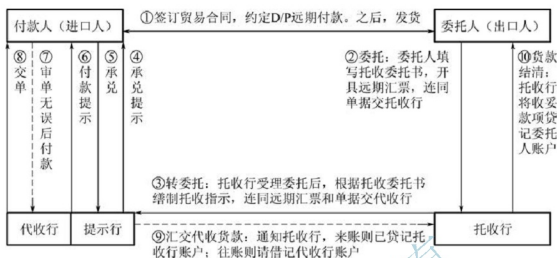 ①签订贸易合同，约定D/P远期付款。之后，发货
付款人（进口人）
委托人（出口人）
⑧交单
⑦审单无误后付款
⑥付款提示
⑤承兑
④承兑提示
②委托：委托人填
写托收委托书，开
具远期汇票，连同
单据交托收行
⑩货款
结清：
托收行
将收妥
款项贷
记委托
人账户
③转委托：托收行受理委托后，根据托收委托书
缮制托收指示，连同远期汇票和单据交代收行
代收行
提示行
托收行
⑨汇交代收货款：通知托收行，来账则已贷记托
收行账户；往账则请借记代收行账户